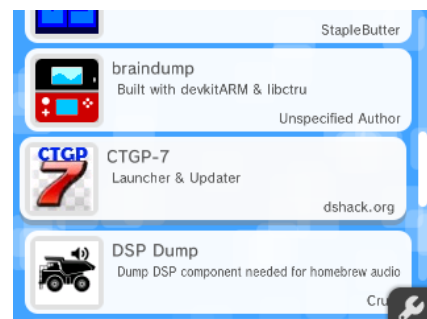 StapleButter
braindump
Built with devkitARM & libctru
Unspecified Author
CTGP
7
CTGP-7
Launcher & Updater
dshack.org
DSP Dump
Dump DSP component needed for homebrew audio